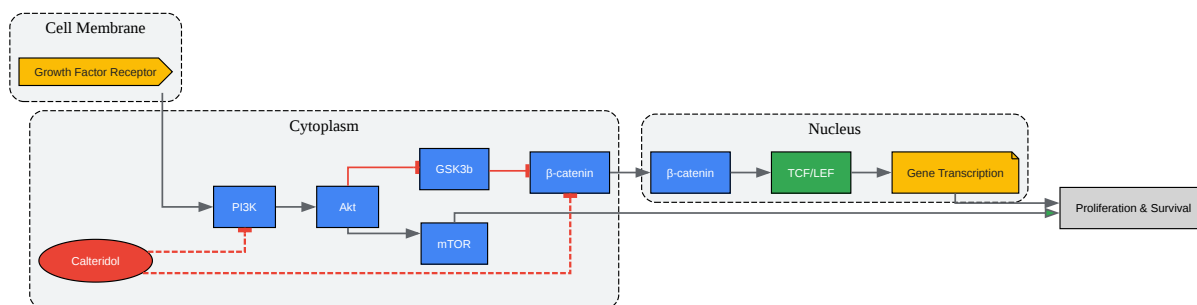 Cell Membrane
Growth Factor Receptor
Cytoplasm
Nucleus
GSK3b
β-catenin
β-catenin
TCF/LEF
Gene Transcription
PI3K
Akt
Proliferation & Survival
mTOR
Calteridol